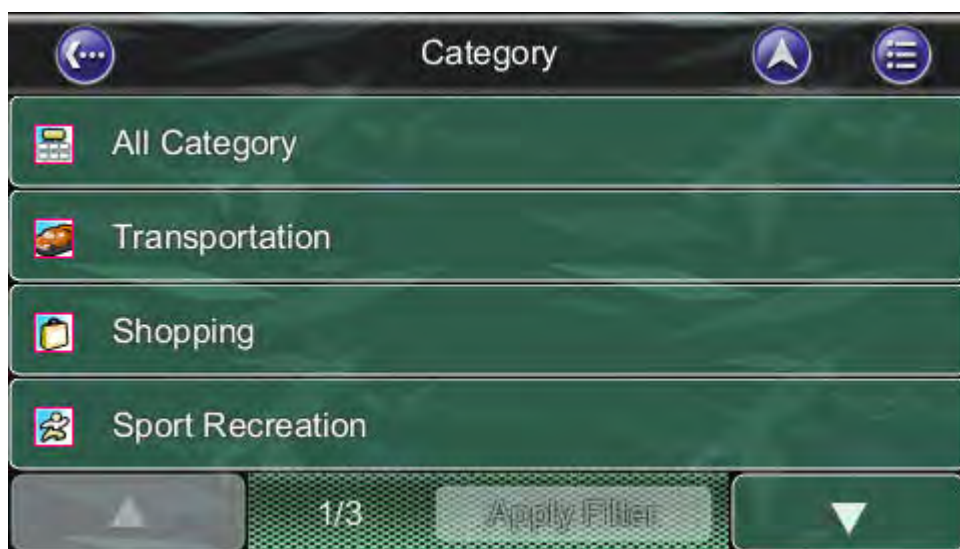 Category
All Category
Transportation
Shopping
Sport Recreation
1/3 Apply Filter